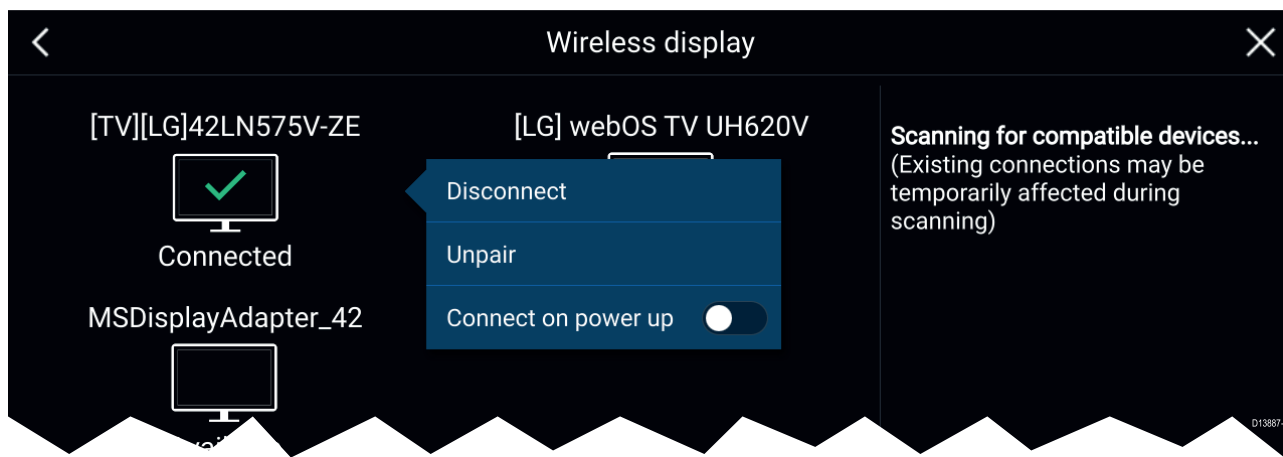 Wireless display
[TV][LG]42LN575V-ZE
[LG] webOS TV UH620V
Connected
Disconnect
Unpair
Connect on power up
Scanning for compatible devices...
(Existing connections may be
temporarily affected during
scanning)
MSDisplayAdapter_42